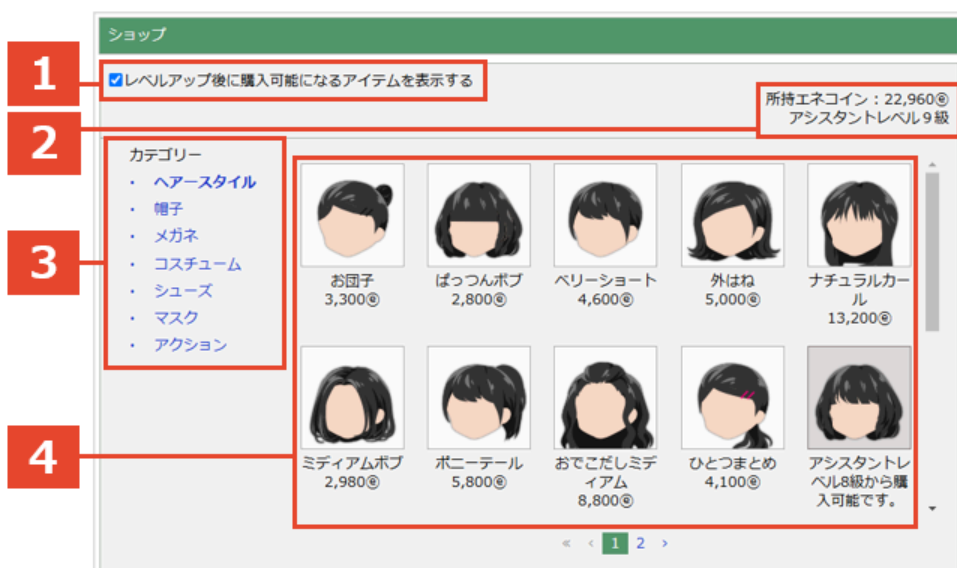 ショップ
1
レベルアップ後に購入可能になるアイテムを表示する
2
所持エネコイン：22,960ⓔ
アシスタントレベル９級
3
カテゴリー
・ ヘアースタイル
・ 帽子
・ メガネ
・ コスチューム
・ シューズ
・ マスク
・ アクション
4
お団子
3,300ⓔ
ぱっつんボブ
2,800ⓔ
ベリーショート
4,600ⓔ
外はね
5,000ⓔ
ナチュラルカー
ル
13,200ⓔ
ミディアムボブ
2,980ⓔ
ポニーテール
5,800ⓔ
おでこだしミデ
ィアム
8,800ⓔ
ひとつまとめ
4,100ⓔ
アシスタントレ
ベル8級から購
入可能です。
« ‹ 1 2 ›